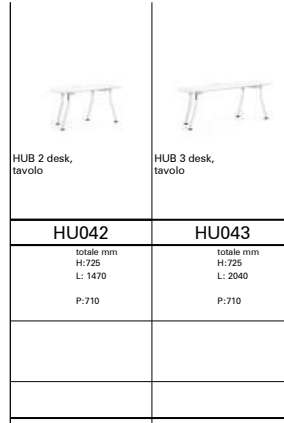 HUB 2 desk,
tavolo
HUB 3 desk,
tavolo
HU042
HU043
totale mm
H:725
L: 1470
P:710
totale mm
H:725
L: 2040
P:710